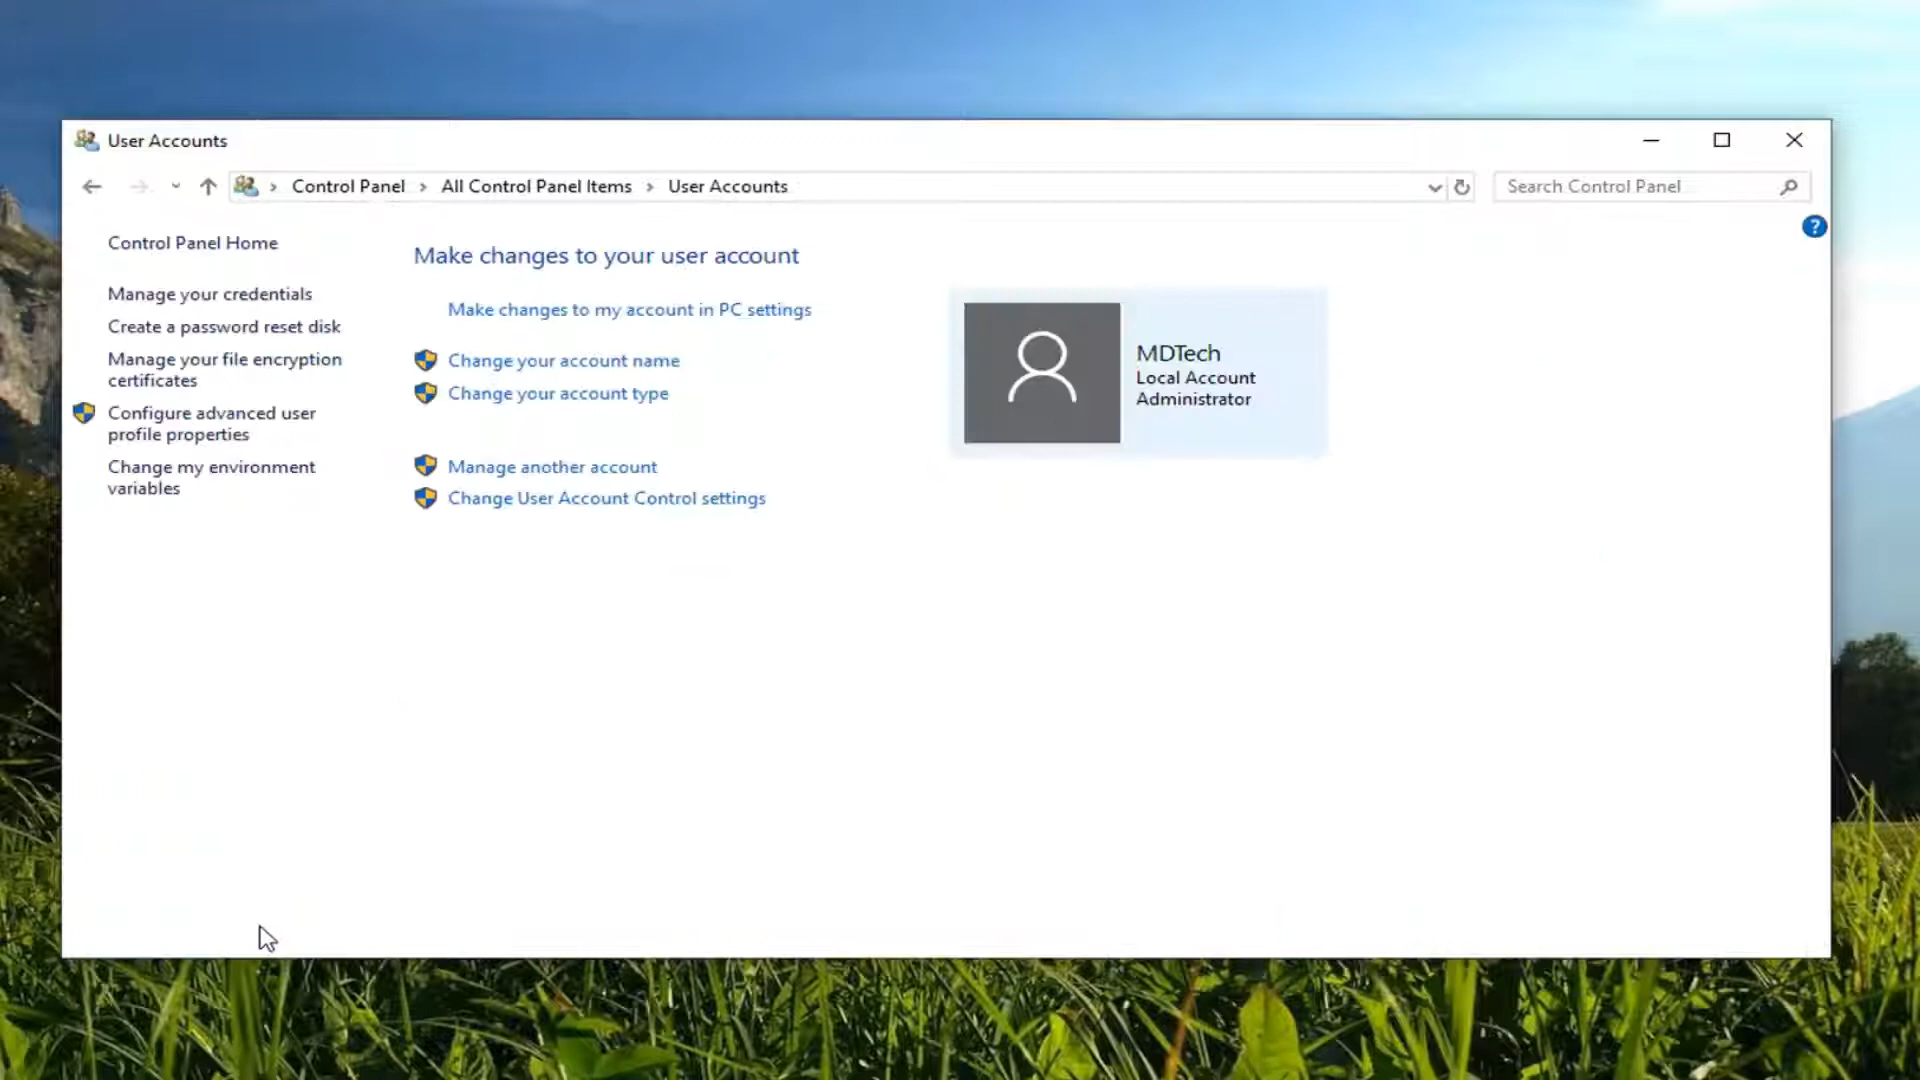 User Accounts
Control Panel > All Control Panel Items > User Accounts
Search Control Panel
?
Control Panel Home
Manage your credentials
Create a password reset disk
Manage your file encryption
certificates
Configure advanced user
profile properties
Change my environment
variables
Make changes to your user account
Make changes to my account in PC settings
Change your account name
Change your account type
Manage another account
Change User Account Control settings
MDTech
Local Account
Administrator